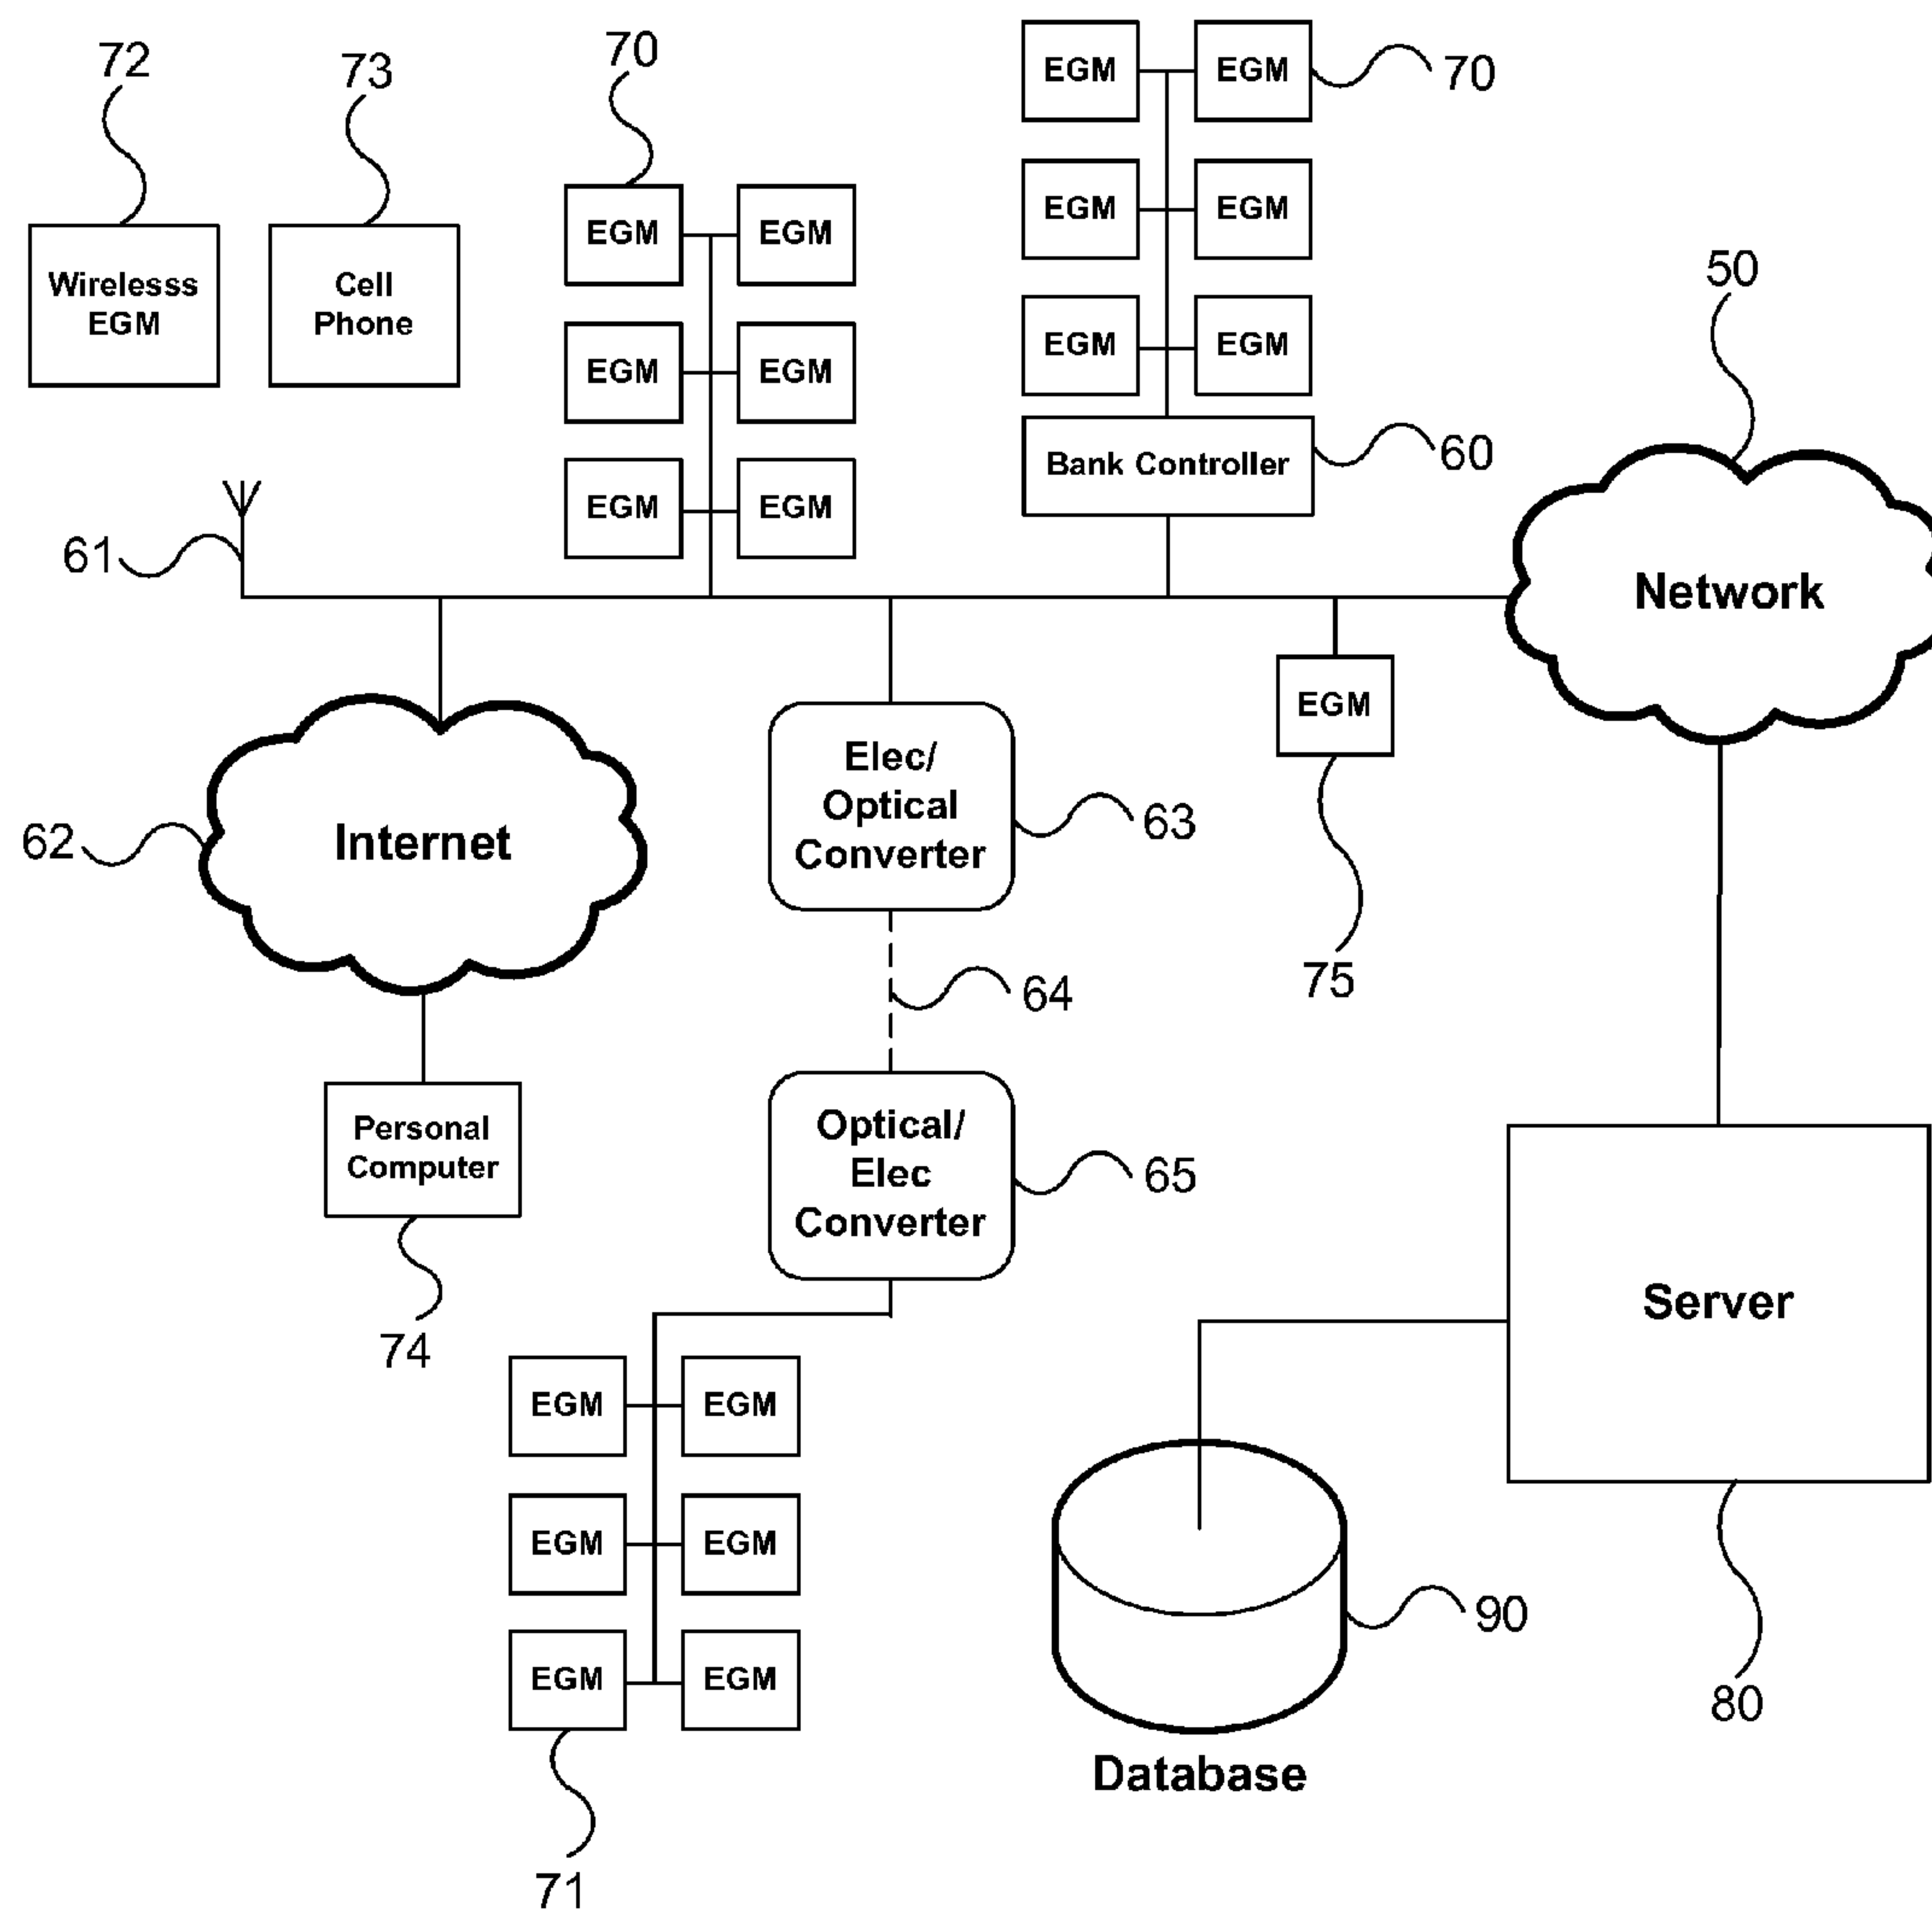 72
73
70
EGM
EGM
70
Wirelesss
EGM
Cell
Phone
EGM
EGM
EGM
EGM
50
EGM
EGM
EGM
EGM
EGM
EGM
Bank Controller
60
61
Network
EGM
75
Internet
62
Elec/
Optical
Converter
63
64
Personal
Computer
74
Optical/
Elec
Converter
65
Server
80
EGM
EGM
EGM
EGM
EGM
EGM
71
90
Database